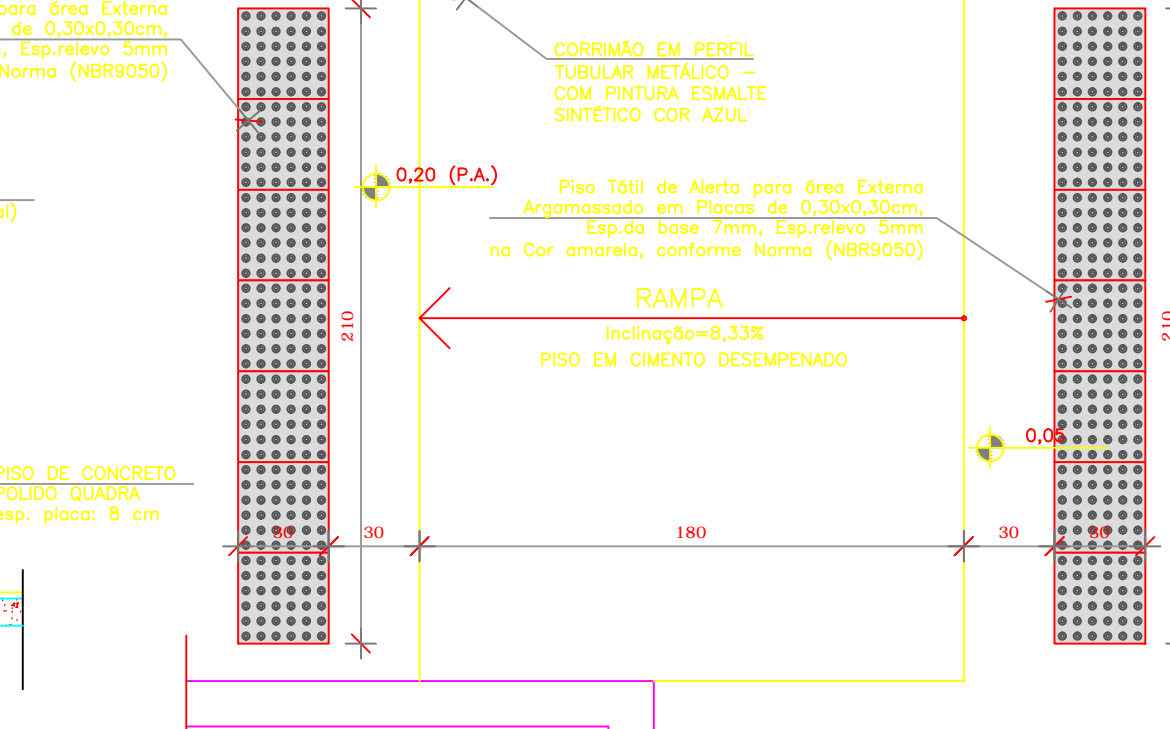 para área Externa
de 0,30x0,30cm,
, Esp.relevo 5mm
Norma (NBR9050)
CORRIMÃO EM PERFIL
TUBULAR METÁLICO –
COM PINTURA ESMALTE
SINTÉTICO COR AZUL
0,20 (P.A.)
Piso Tátil de Alerta para área Externa
Argamassado em Placas de 0,30x0,30cm,
Esp.da base 7mm, Esp.relevo 5mm
na Cor amarela, conforme Norma (NBR9050)
al)
RAMPA
Inclinação=8,33%
PISO EM CIMENTO DESEMPENADO
210
210
0,05
PISO DE CONCRETO
POLIDO QUADRA
esp. placa: 8 cm
30
30
180
30
30